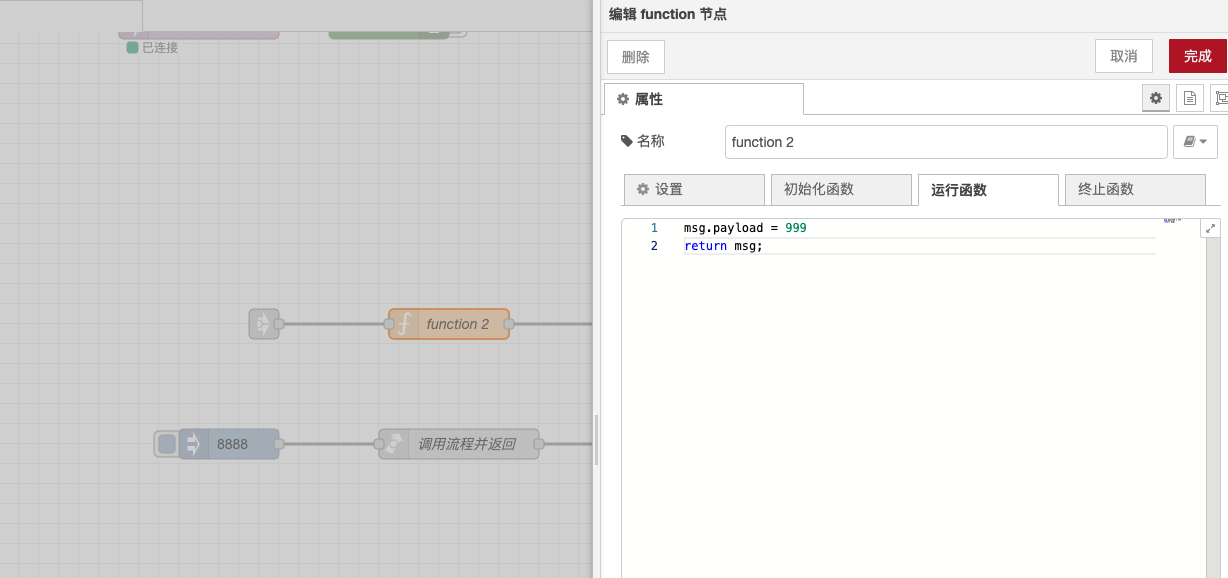 编辑 function 节点
已连接
删除
取消
完成
属性
名称
function 2
设置
初始化函数
运行函数
终止函数
1 msg.payload = 999
2 return msg;
function 2
8888
调用流程并返回